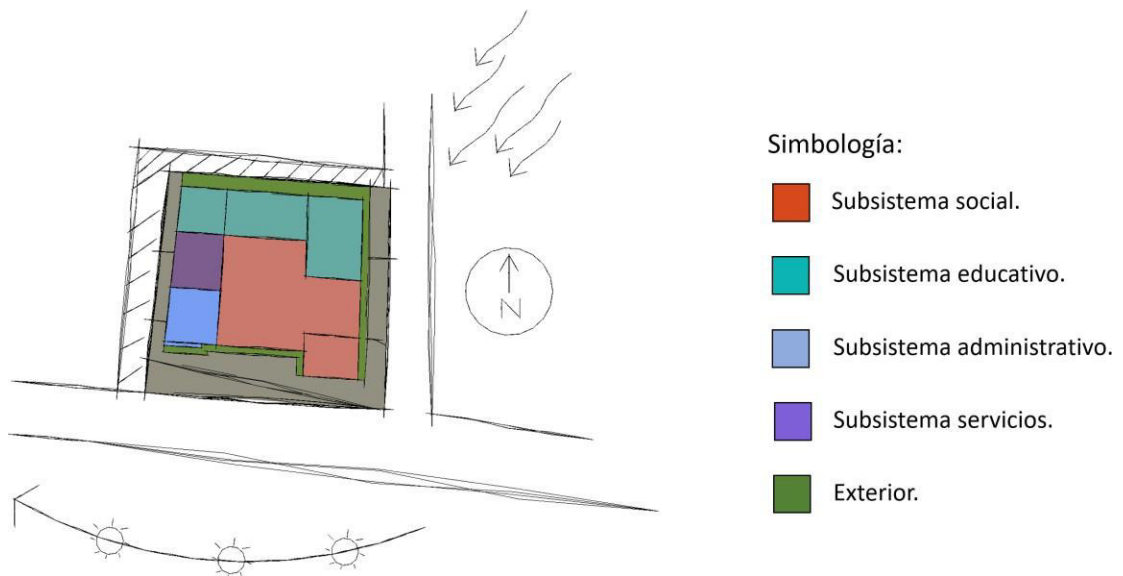 Simbología:
Subsistema social.
Subsistema educativo.
N
Subsistema administrativo.
Subsistema servicios.
Exterior.